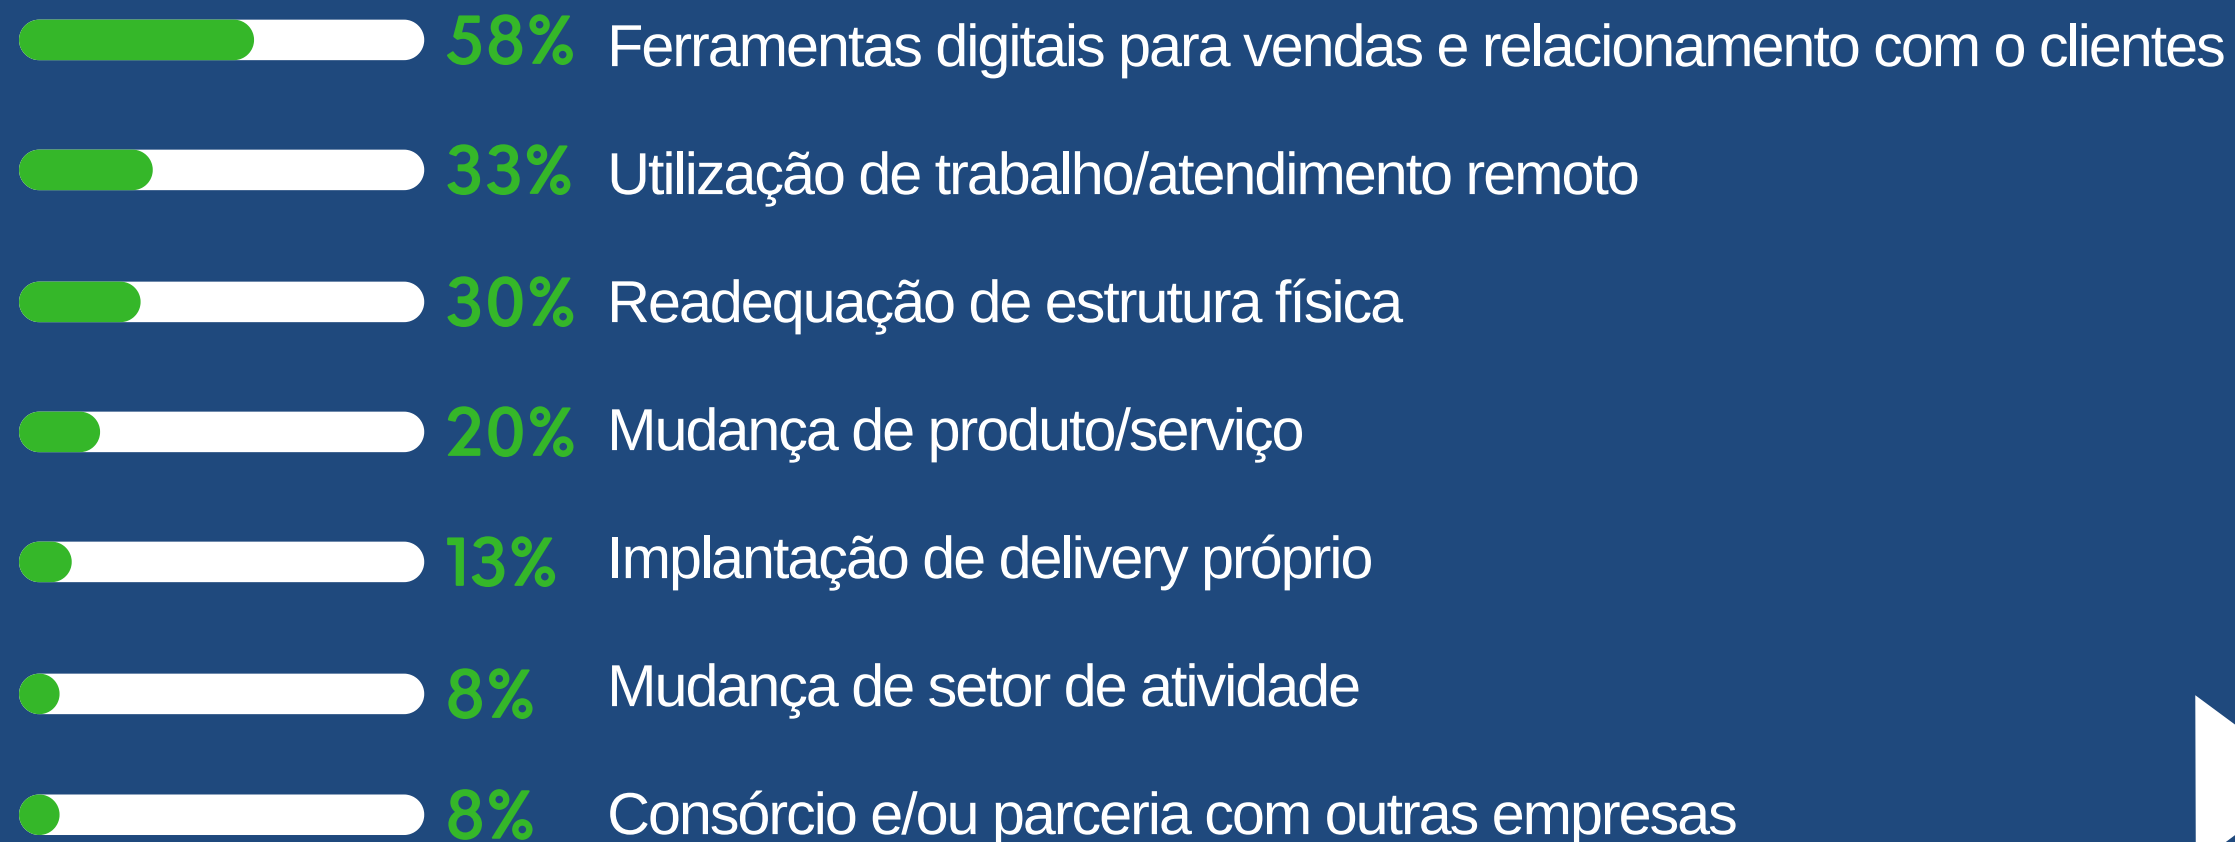 58% Ferramentas digitais para vendas e relacionamento com o clientes
33% Utilização de trabalho/atendimento remoto
30% Readequação de estrutura física
20% Mudança de produto/serviço
13% Implantação de delivery próprio
8% Mudança de setor de atividade
8% Consórcio e/ou parceria com outras empresas